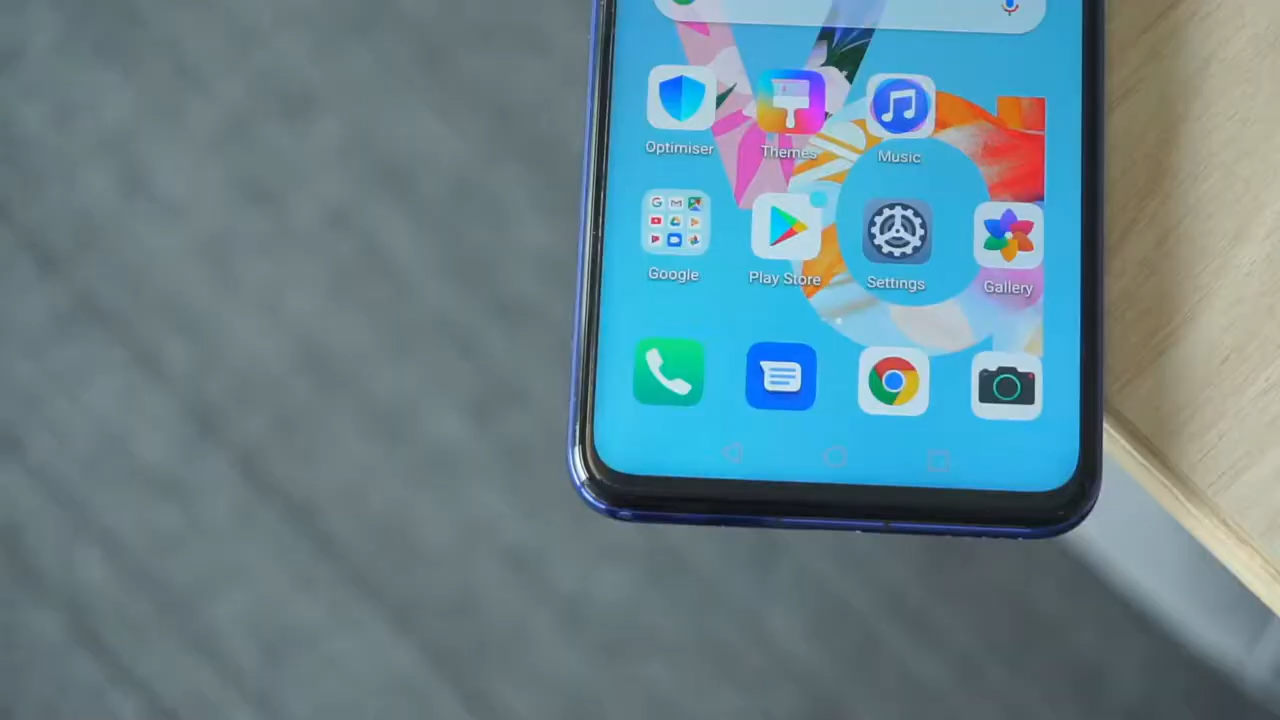 Optimiser
Themes
Music
Google
Play Store
Settings
Gallery